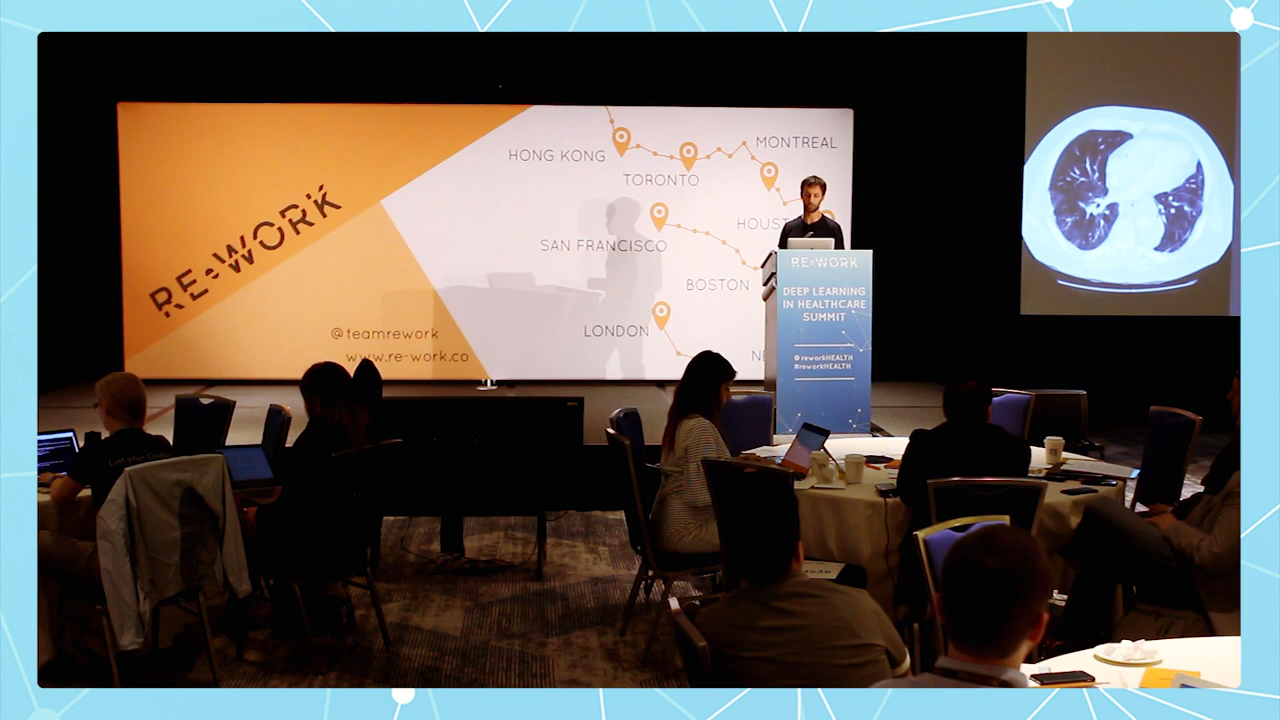 RE•WORK
@teamrework
www.re-work.co
HONG KONG
TORONTO
MONTREAL
SAN FRANCISCO
BOSTON
LONDON
RE•WORK
DEEP LEARNING
IN HEALTHCARE
SUMMIT
@reworkHEALTH
#reworkHEALTH